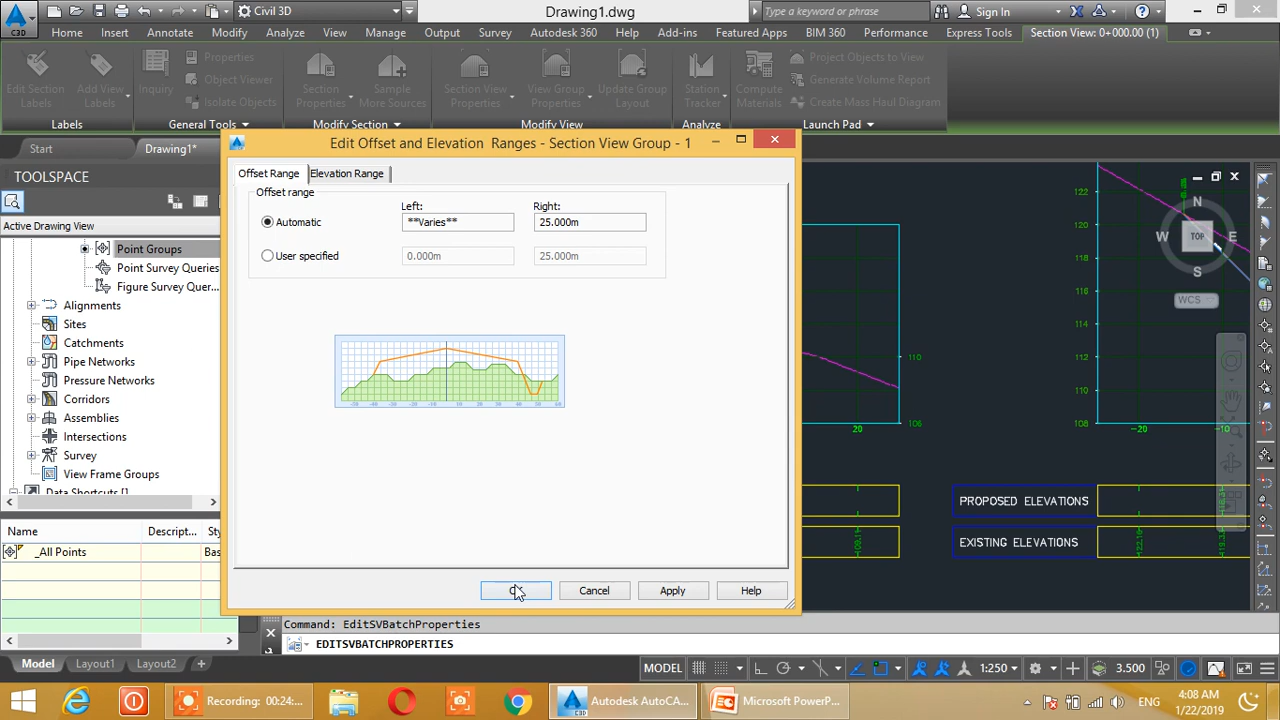 A360
C3D
Civil 3D
Drawing1.dwg
Type a keyword or phrase
Sign In
Home Insert Annotate Modify Analyze View Manage Output Survey Autodesk 360 Help Add-ins Featured Apps BIM 360 Performance Express Tools Section View: 0+000.00 (1)
Edit Section Labels
Add View Labels
Inquiry
Properties
Object Viewer
Isolate Objects
Section Properties
Sample More Sources
Section View Properties
View Group Properties
Update Group Layout
Station Tracker
Compute Materials
Project Objects to View
Generate Volume Report
Create Mass Haul Diagram
Labels
General Tools
Modify Section
Modify View
Analyze
Launch Pad
Start
Drawing1*
TOOLSPACE
Active Drawing View
Point Groups
Point Survey Queries
Figure Survey Quer...
Alignments
Sites
Catchments
Pipe Networks
Pressure Networks
Corridors
Assemblies
Intersections
Survey
View Frame Groups
Data Shortcuts []
Name Descript... Sty
_All Points Bas
Edit Offset and Elevation Ranges - Section View Group - 1
Offset Range
Elevation Range
Offset range
Left: Right:
Automatic **Varies** 25.000m
User specified 0.000m 25.000m
OK Cancel Apply Help
110
106
20
122
120
118
116
114
112
110
108
-20 -10
N
W TOP E
S
WCS
PROPOSED ELEVATIONS
EXISTING ELEVATIONS
122.16
109.11
Command: EditSVBatchProperties
EDITSVBATCHPROPERTIES
Model Layout1 Layout2 +
MODEL
1:250
3.500
Recording: 00:24:...
Autodesk AutoCA...
Microsoft PowerP...
ENG
4:08 AM
1/22/2019